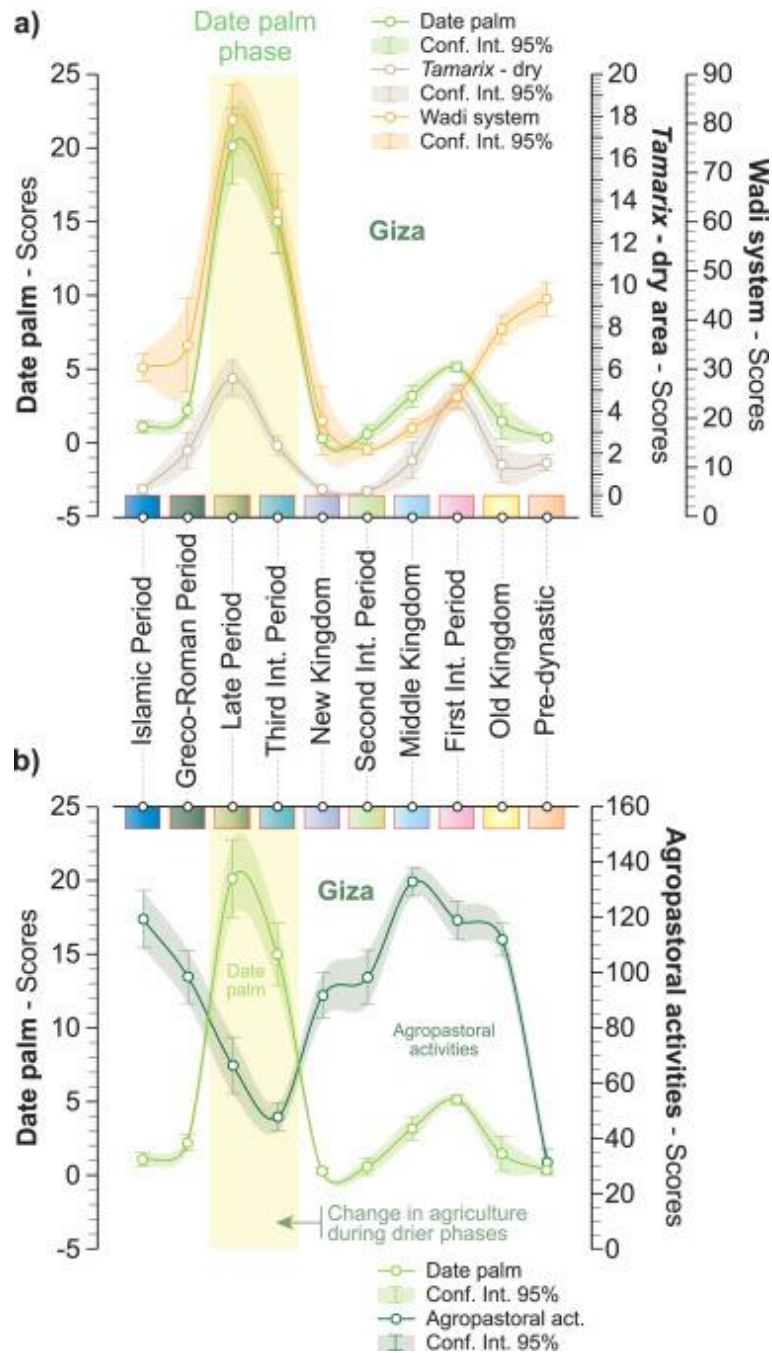 a)
Date palm
phase
Date palm
Conf. Int. 95%
Tamarix - dry
Conf. Int. 95%
Wadi system
Conf. Int. 95%
Giza
25
20
15
10
5
0
-5
Date palm - Scores
20
18
16
14
12
10
8
6
4
2
0
Tamarix - dry area - Scores
90
80
70
60
50
40
30
20
10
0
Wadi system - Scores
Islamic Period
Greco-Roman Period
Late Period
Third Int. Period
New Kingdom
Second Int. Period
Middle Kingdom
First Int. Period
Old Kingdom
Pre-dynastic
b)
25
20
15
10
5
0
-5
Date palm - Scores
Giza
Date
palm
Agropastoral
activities
Change in agriculture
during drier phases
160
140
120
100
80
60
40
20
0
Agropastoral activities - Scores
Date palm
Conf. Int. 95%
Agropastoral act.
Conf. Int. 95%